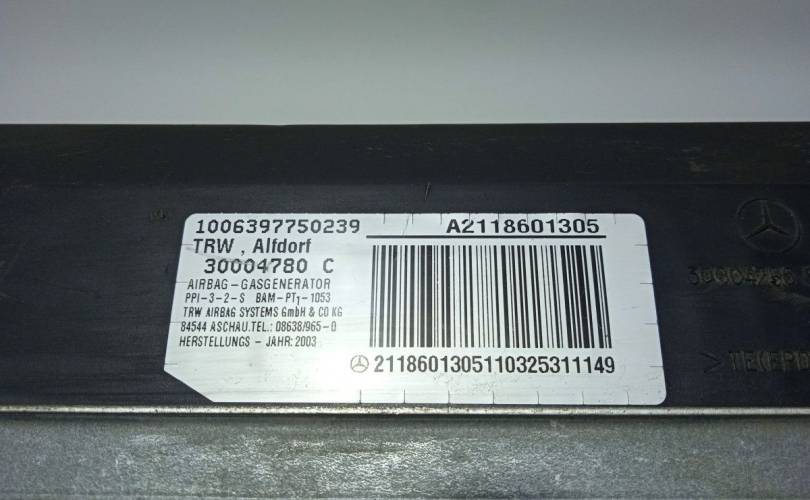 1006397750239 A2118601305
TRW , Alfdorf
30004780 C
AIRBAG-GASGENERATOR
PPI-3-2-S BAM-PT1-1053
TRW AIRBAG SYSTEMS GmbH & CO KG
84544 ASCHAU.TEL.: 08638/965-0
HERSTELLUNGS - JAHR: 2003
2118601305110325311149